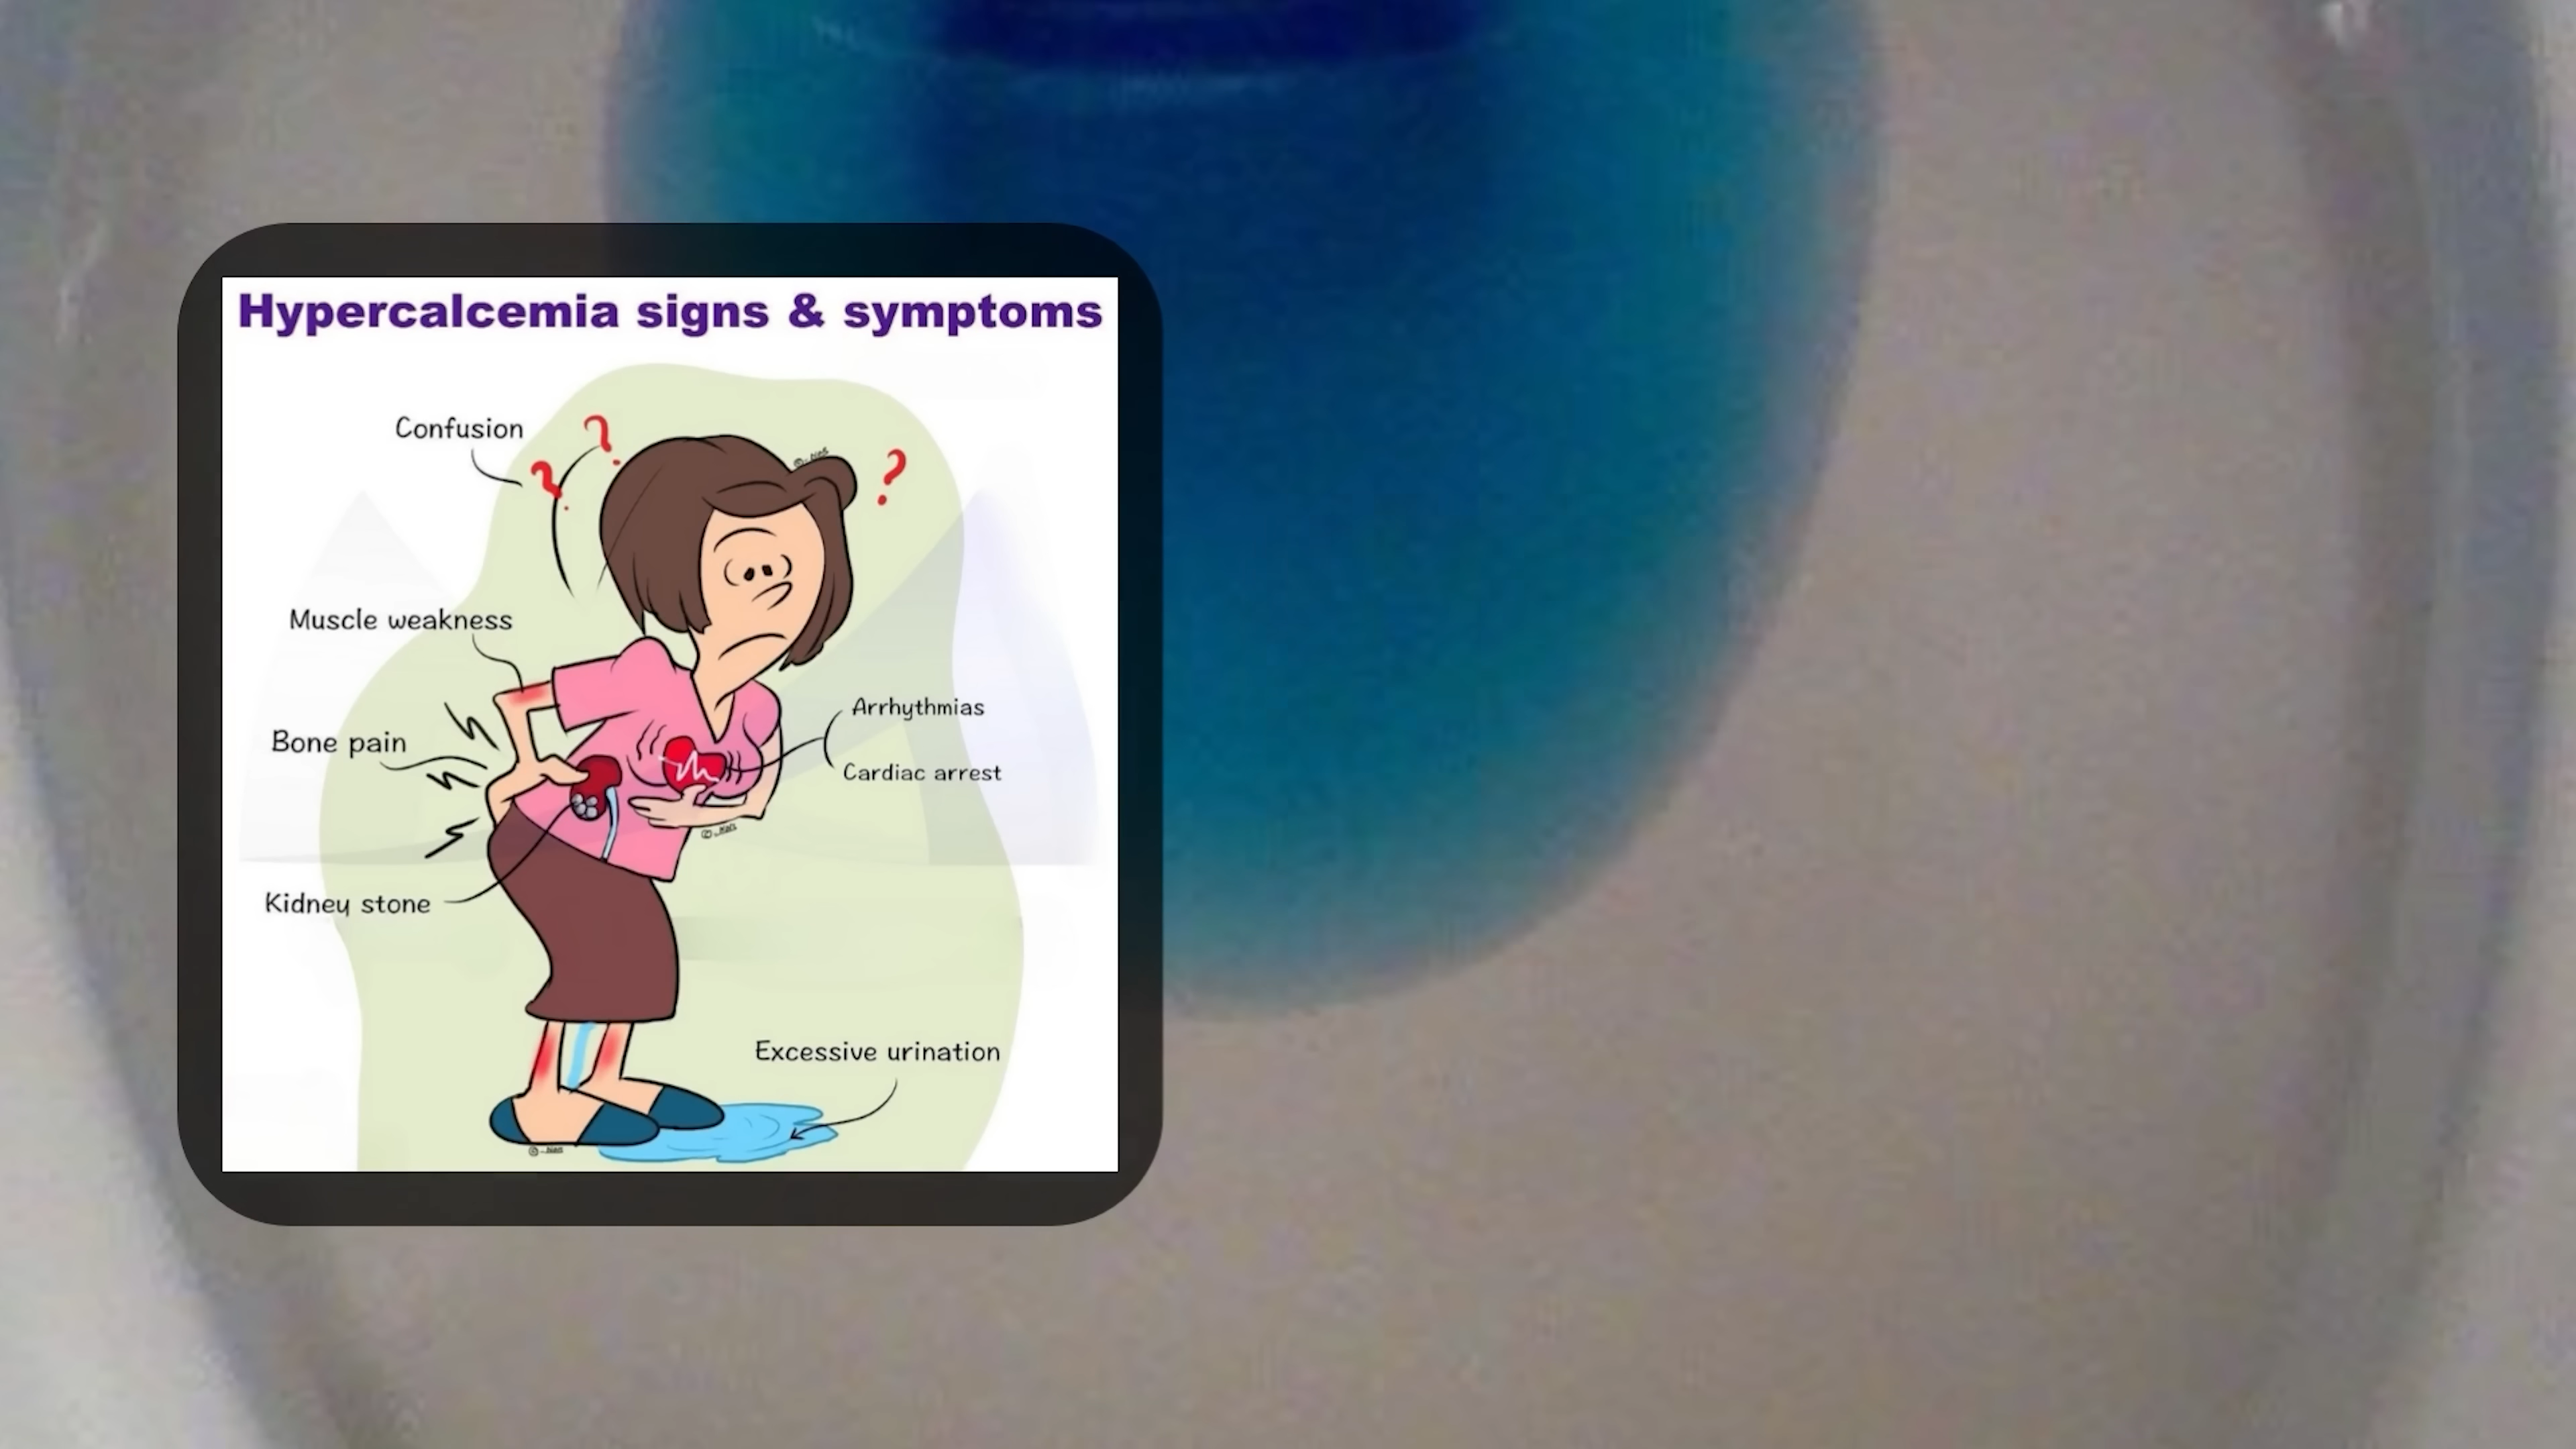 Hypercalcemia signs & symptoms
Confusion
Muscle weakness
Arrhythmias
Bone pain
Cardiac arrest
Kidney stone
Excessive urination